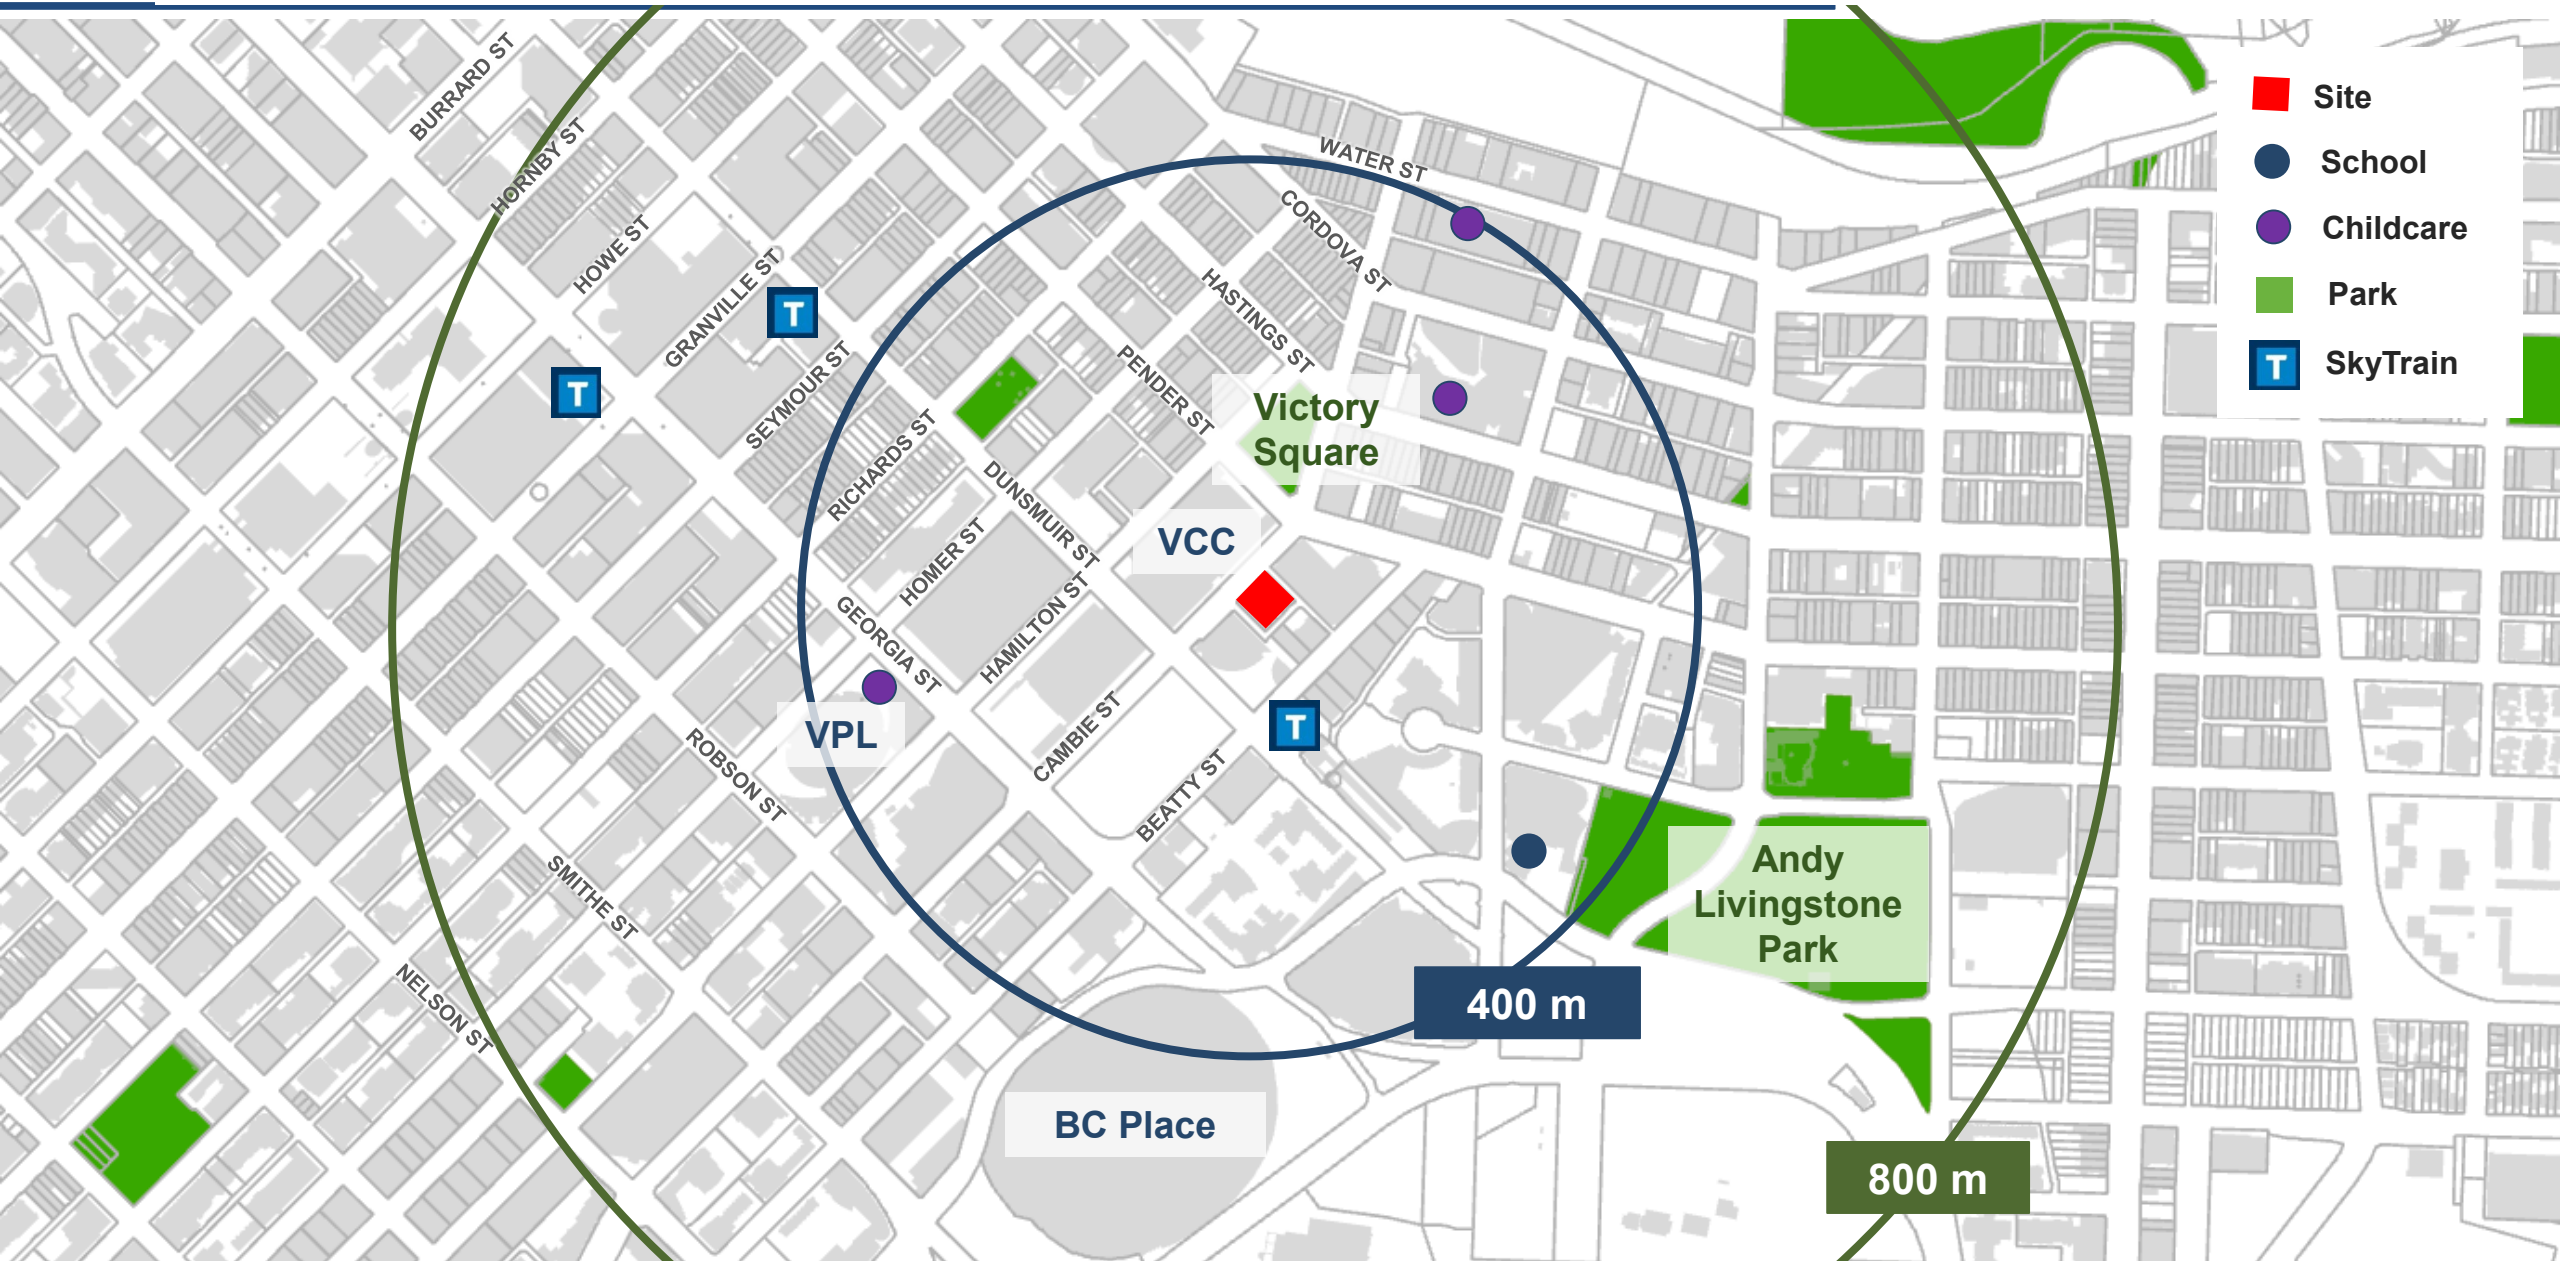 BURRARD ST
HORNBY ST
HOWE ST
GRANVILLE ST
T
T
SEYMOUR ST
RICHARDS ST
WATER ST
CORDOVA ST
HASTINGS ST
PENDER ST
Victory
Square
DUNSMUIR ST
VCC
HOMER ST
HAMILTON ST
GEORGIA ST
VPL
T
CAMBIE ST
ROBSON ST
BEATTY ST
SMITHE ST
NELSON ST
Andy
Livingstone
Park
400 m
BC Place
800 m
Site
School
Childcare
Park
T SkyTrain